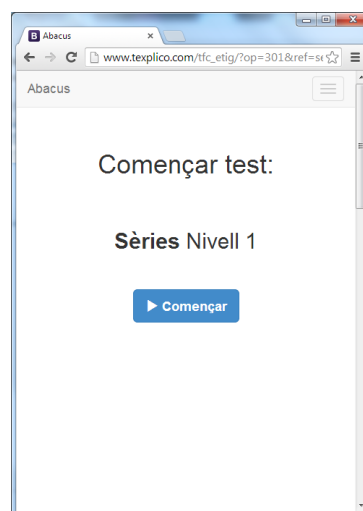 Abacus
www.texplico.com/tfc_etig/?op=301&ref=se
Abacus
Començar test:
Sèries Nivell 1
Començar